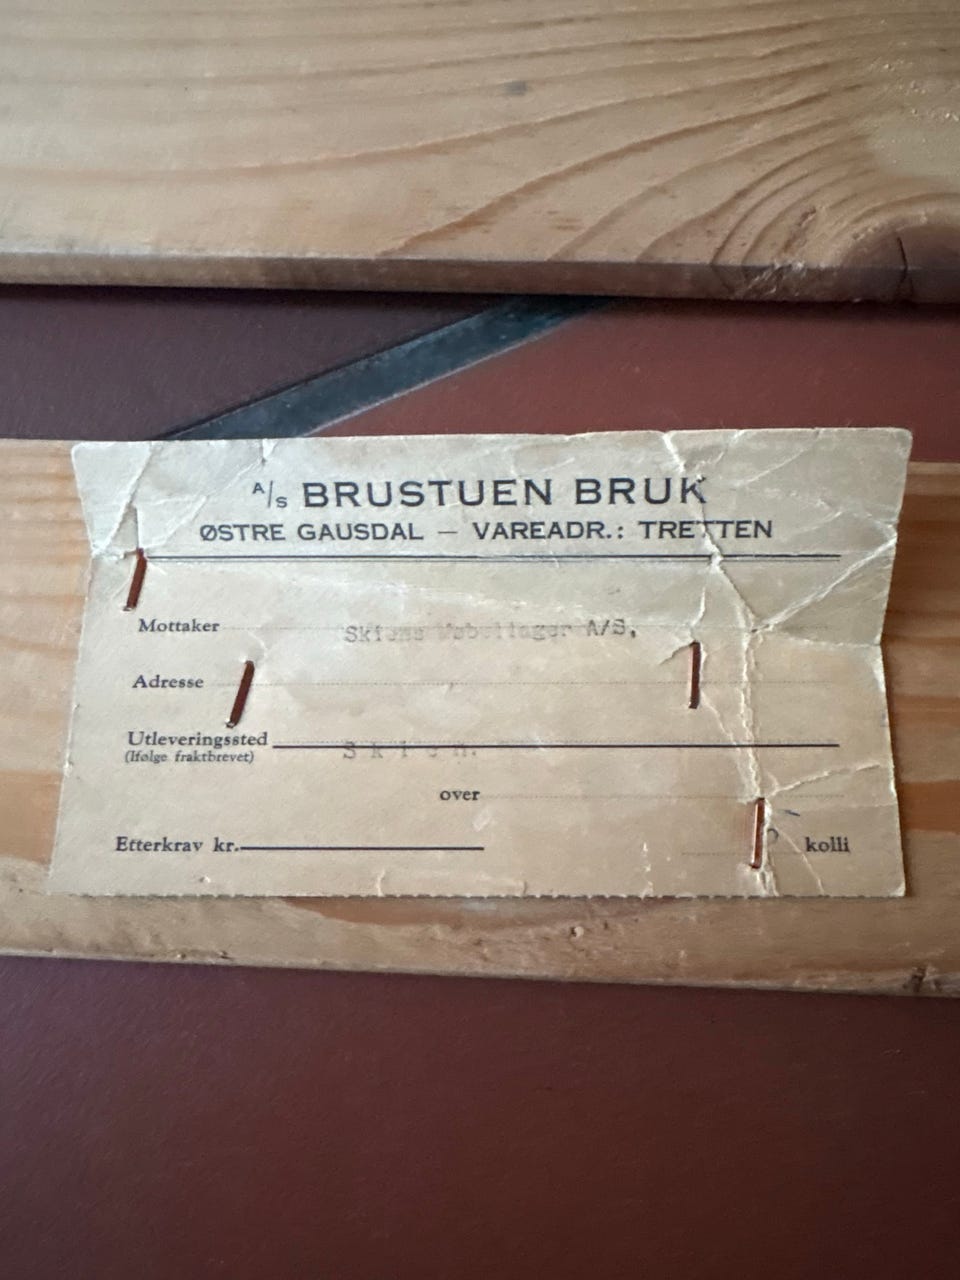 A/S BRUSTUEN BRUK
ØSTRE GAUSDAL — VAREADR.: TRETTEN
Mottaker Skiens Møbellager A/S.
Adresse
Utleveringssted Skien.
(Ifølge fraktbrevet)
over
Etterkrav kr. kolli